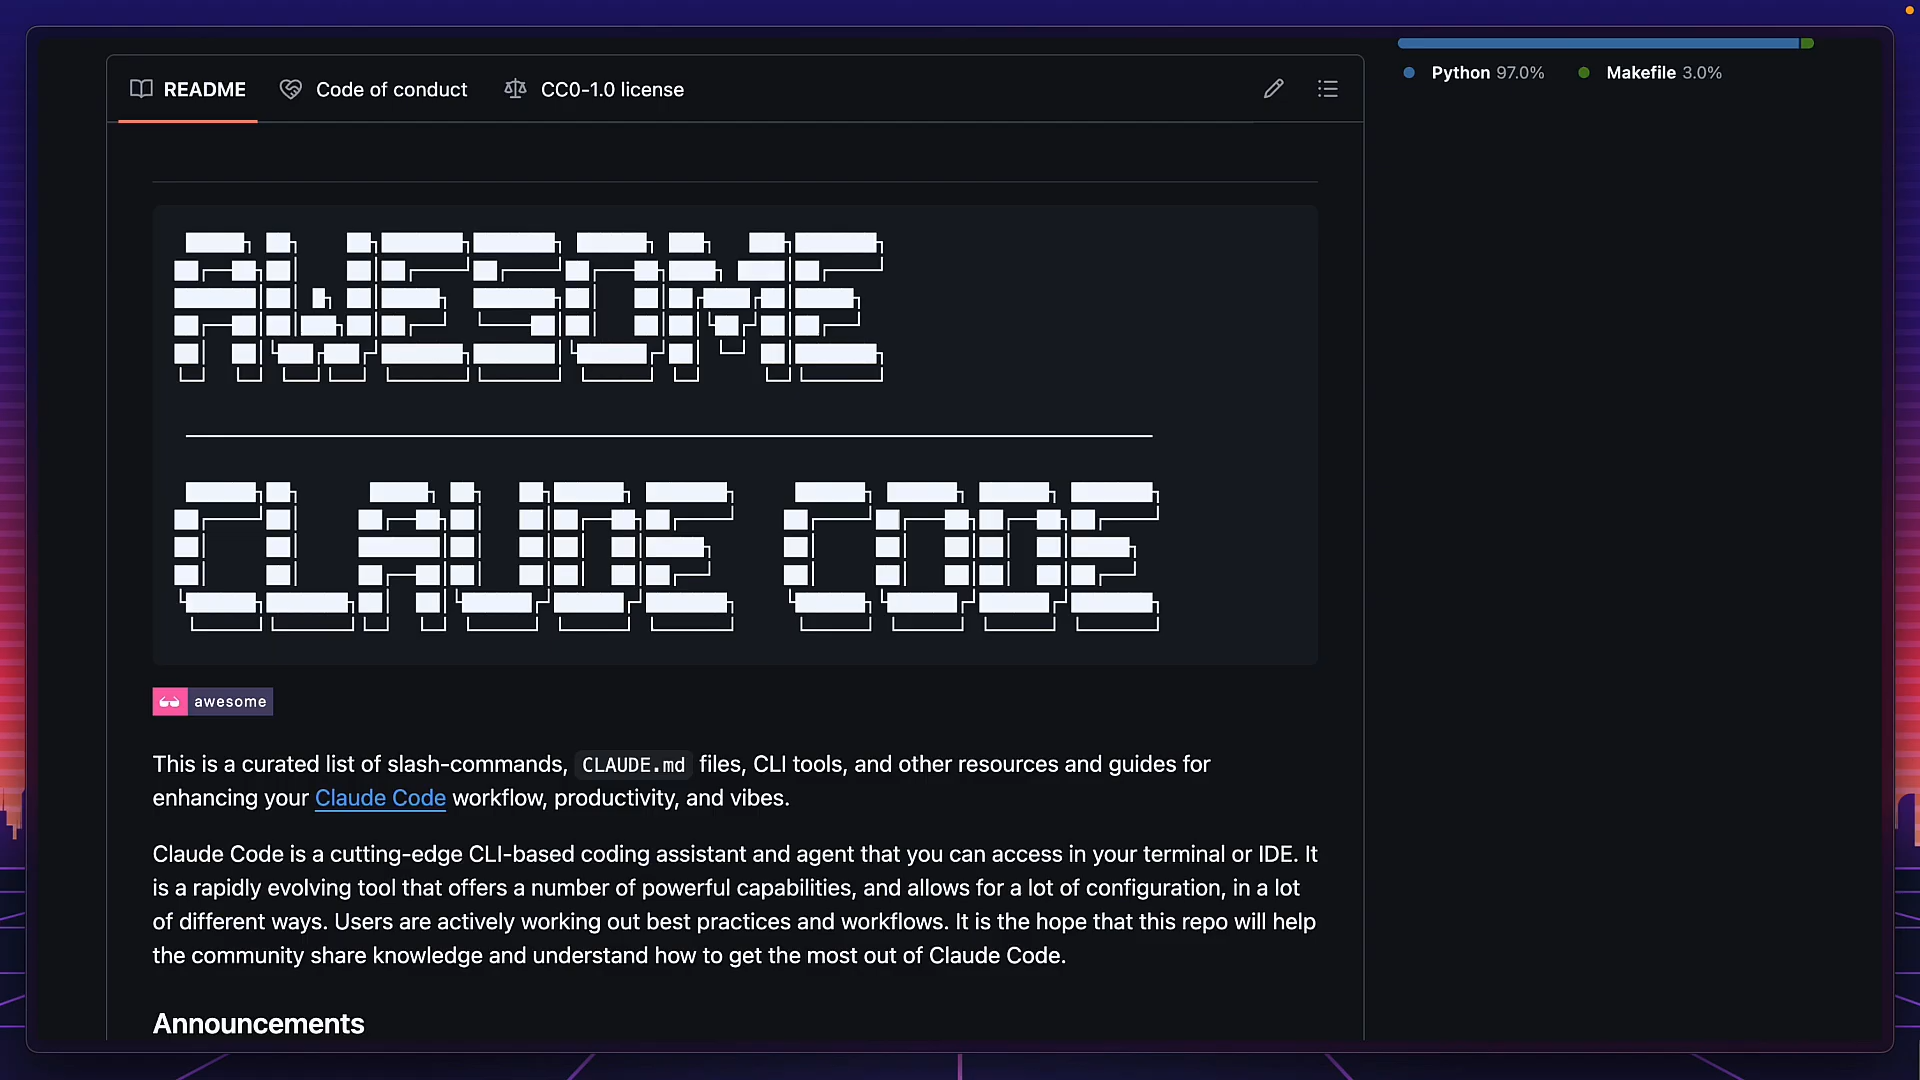 README
Code of conduct
CC0-1.0 license
Python 97.0%
Makefile 3.0%
AWESOME
CLAUDE CODE
awesome
This is a curated list of slash-commands, CLAUDE.md files, CLI tools, and other resources and guides for
enhancing your Claude Code workflow, productivity, and vibes.
Claude Code is a cutting-edge CLI-based coding assistant and agent that you can access in your terminal or IDE. It
is a rapidly evolving tool that offers a number of powerful capabilities, and allows for a lot of configuration, in a lot
of different ways. Users are actively working out best practices and workflows. It is the hope that this repo will help
the community share knowledge and understand how to get the most out of Claude Code.
Announcements